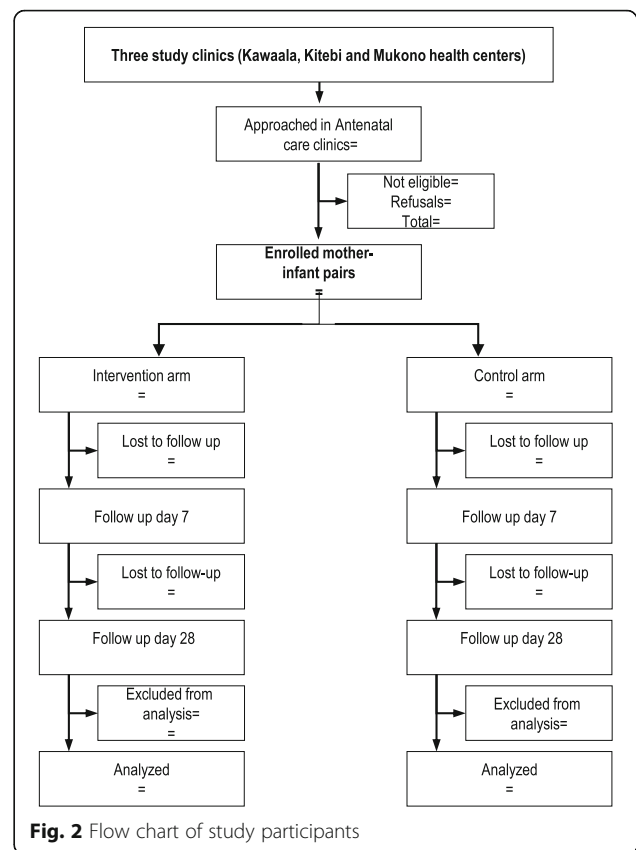 Three study clinics (Kawaala, Kitebi and Mukono health centers)
Approached in Antenatal
care clinics=
Not eligible=
Refusals=
Total=
Enrolled mother-
infant pairs
=
Intervention arm
=
Lost to follow up
=
Follow up day 7
Lost to follow-up
=
Follow up day 28
Excluded from
analysis=
=
Analyzed
=
Control arm
=
Lost to follow up
=
Follow up day 7
Lost to follow-up
=
Follow up day 28
Excluded from
analysis=
Analyzed
=
Fig. 2 Flow chart of study participants